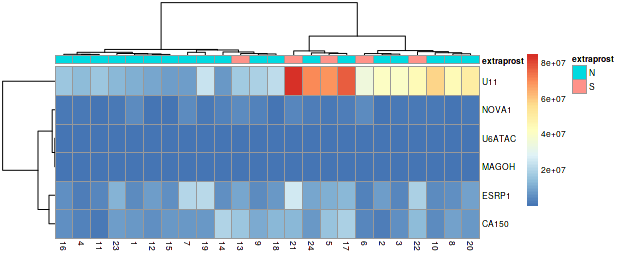 extraprost
extraprost
N
S
U11
NOVA1
U6ATAC
MAGOH
ESRP1
CA150
8e+07
6e+07
4e+07
2e+07
16 4 11 23 1 12 15 7 19 14 13 9 18 21 24 5 17 6 2 3 22 10 8 20